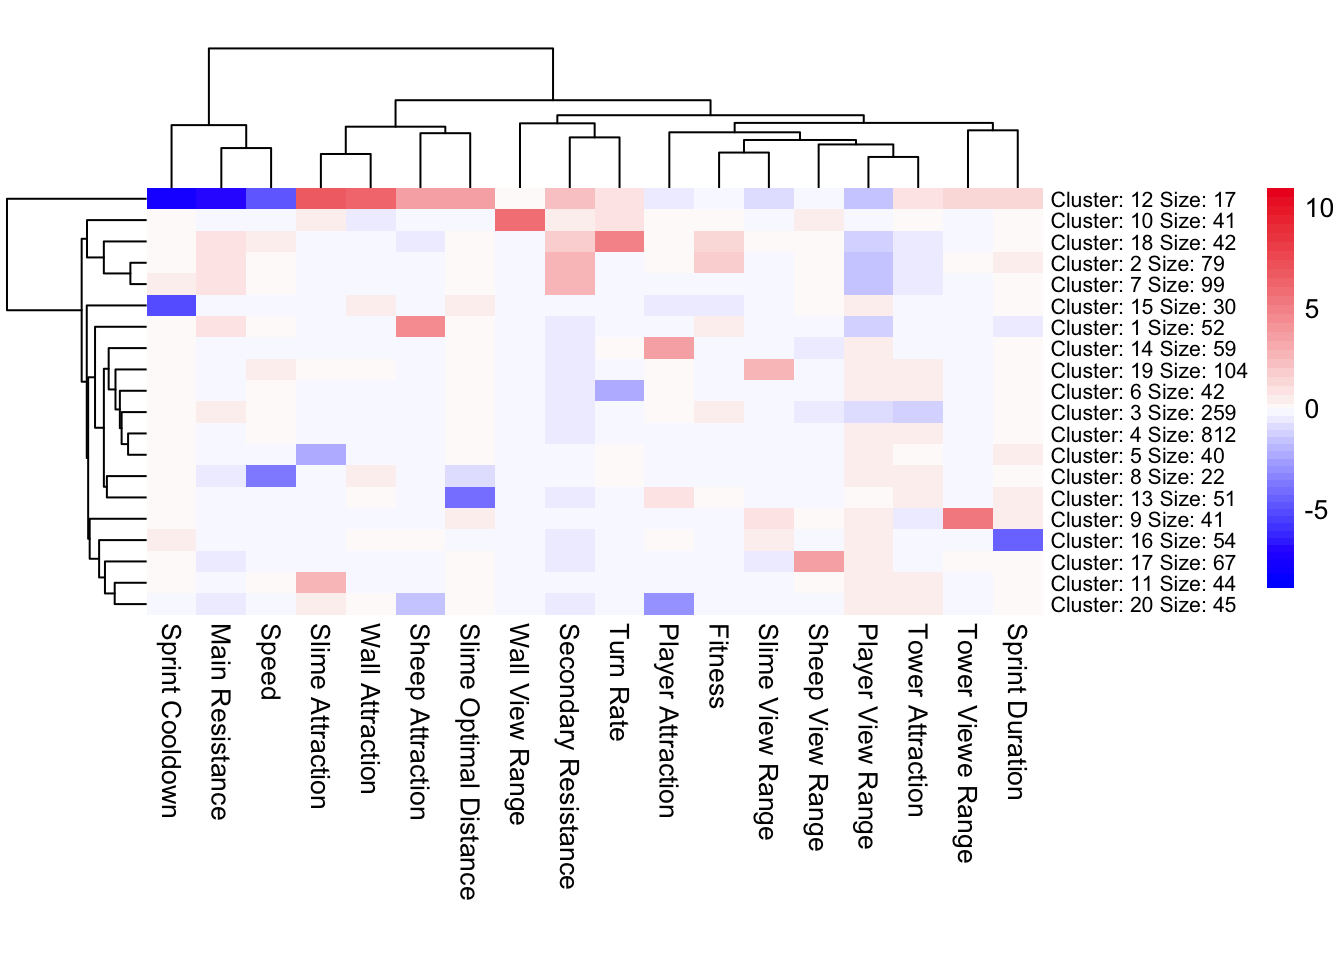 Cluster: 12 Size: 17
Cluster: 10 Size: 41
Cluster: 18 Size: 42
Cluster: 2 Size: 79
Cluster: 7 Size: 99
Cluster: 15 Size: 30
Cluster: 1 Size: 52
Cluster: 14 Size: 59
Cluster: 19 Size: 104
Cluster: 6 Size: 42
Cluster: 3 Size: 259
Cluster: 4 Size: 812
Cluster: 5 Size: 40
Cluster: 8 Size: 22
Cluster: 13 Size: 51
Cluster: 9 Size: 41
Cluster: 16 Size: 54
Cluster: 17 Size: 67
Cluster: 11 Size: 44
Cluster: 20 Size: 45
10
5
0
-5
Sprint Cooldown
Main Resistance
Speed
Slime Attraction
Wall Attraction
Sheep Attraction
Slime Optimal Distance
Wall View Range
Secondary Resistance
Turn Rate
Player Attraction
Fitness
Slime View Range
Sheep View Range
Player View Range
Tower Attraction
Tower Viewe Range
Sprint Duration